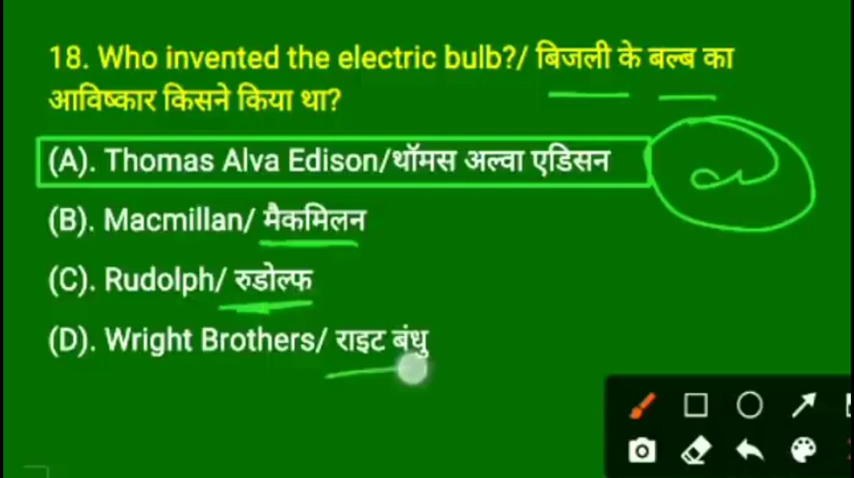 18. Who invented the electric bulb?/ बिजली के बल्ब का
आविष्कार किसने किया था?
(A). Thomas Alva Edison/थॉमस अल्वा एडिसन
(B). Macmillan/ मैकमिलन
(C). Rudolph/ रुडोल्फ
(D). Wright Brothers/ राइट बंधु